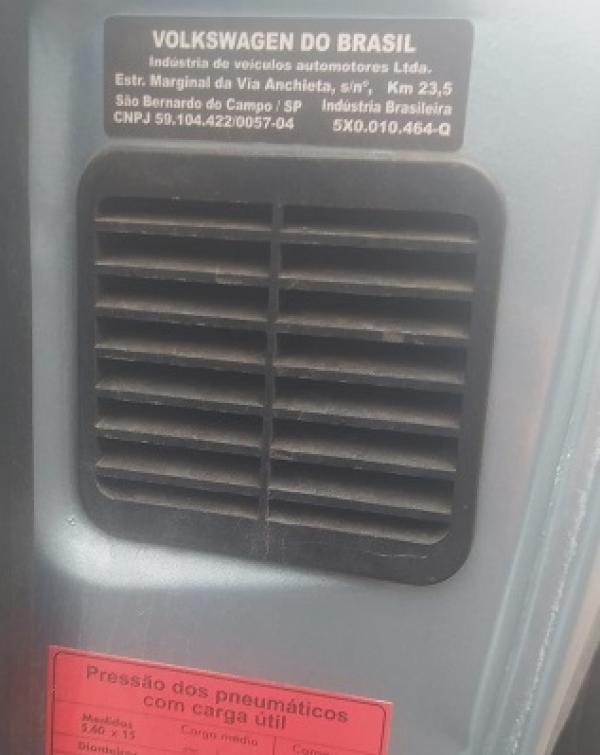 VOLKSWAGEN DO BRASIL
Indústria de veículos automotores Ltda.
Estr. Marginal da Via Anchieta, s/nº, Km 23,5
São Bernardo do Campo / SP Indústria Brasileira
CNPJ 59.104.422/0057-04 5X0.010.464-Q
Pressão dos pneumáticos
com carga útil
Medidas Carga média
5.60 x 15